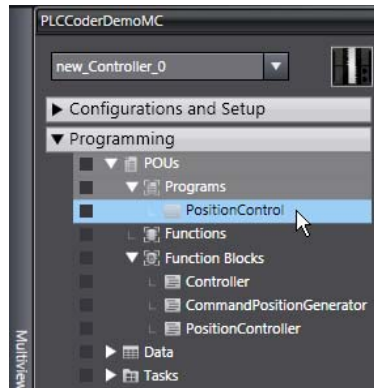 PLCCoderDemoMC
new_Controller_0
Configurations and Setup
Programming
POUs
Programs
PositionControl
Functions
Function Blocks
Controller
CommandPositionGenerator
PositionController
Data
Tasks
Multiview